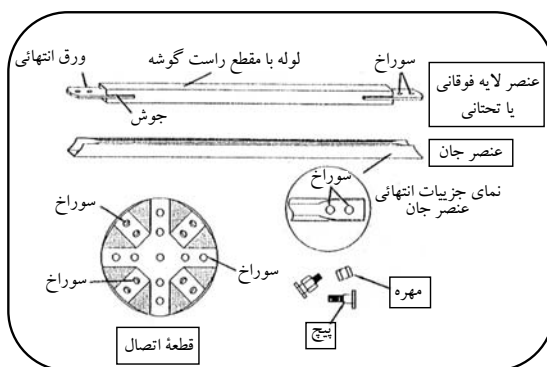 ورق انتهائی
لوله با مقطع راست گوشه
سوراخ
جوش
عنصر لایه فوقانی
یا تحتانی
عنصر جان
سوراخ
نمای جزییات انتهائی
عنصر جان
سوراخ
سوراخ
سوراخ
مهره
پیچ
قطعهٔ اتصال